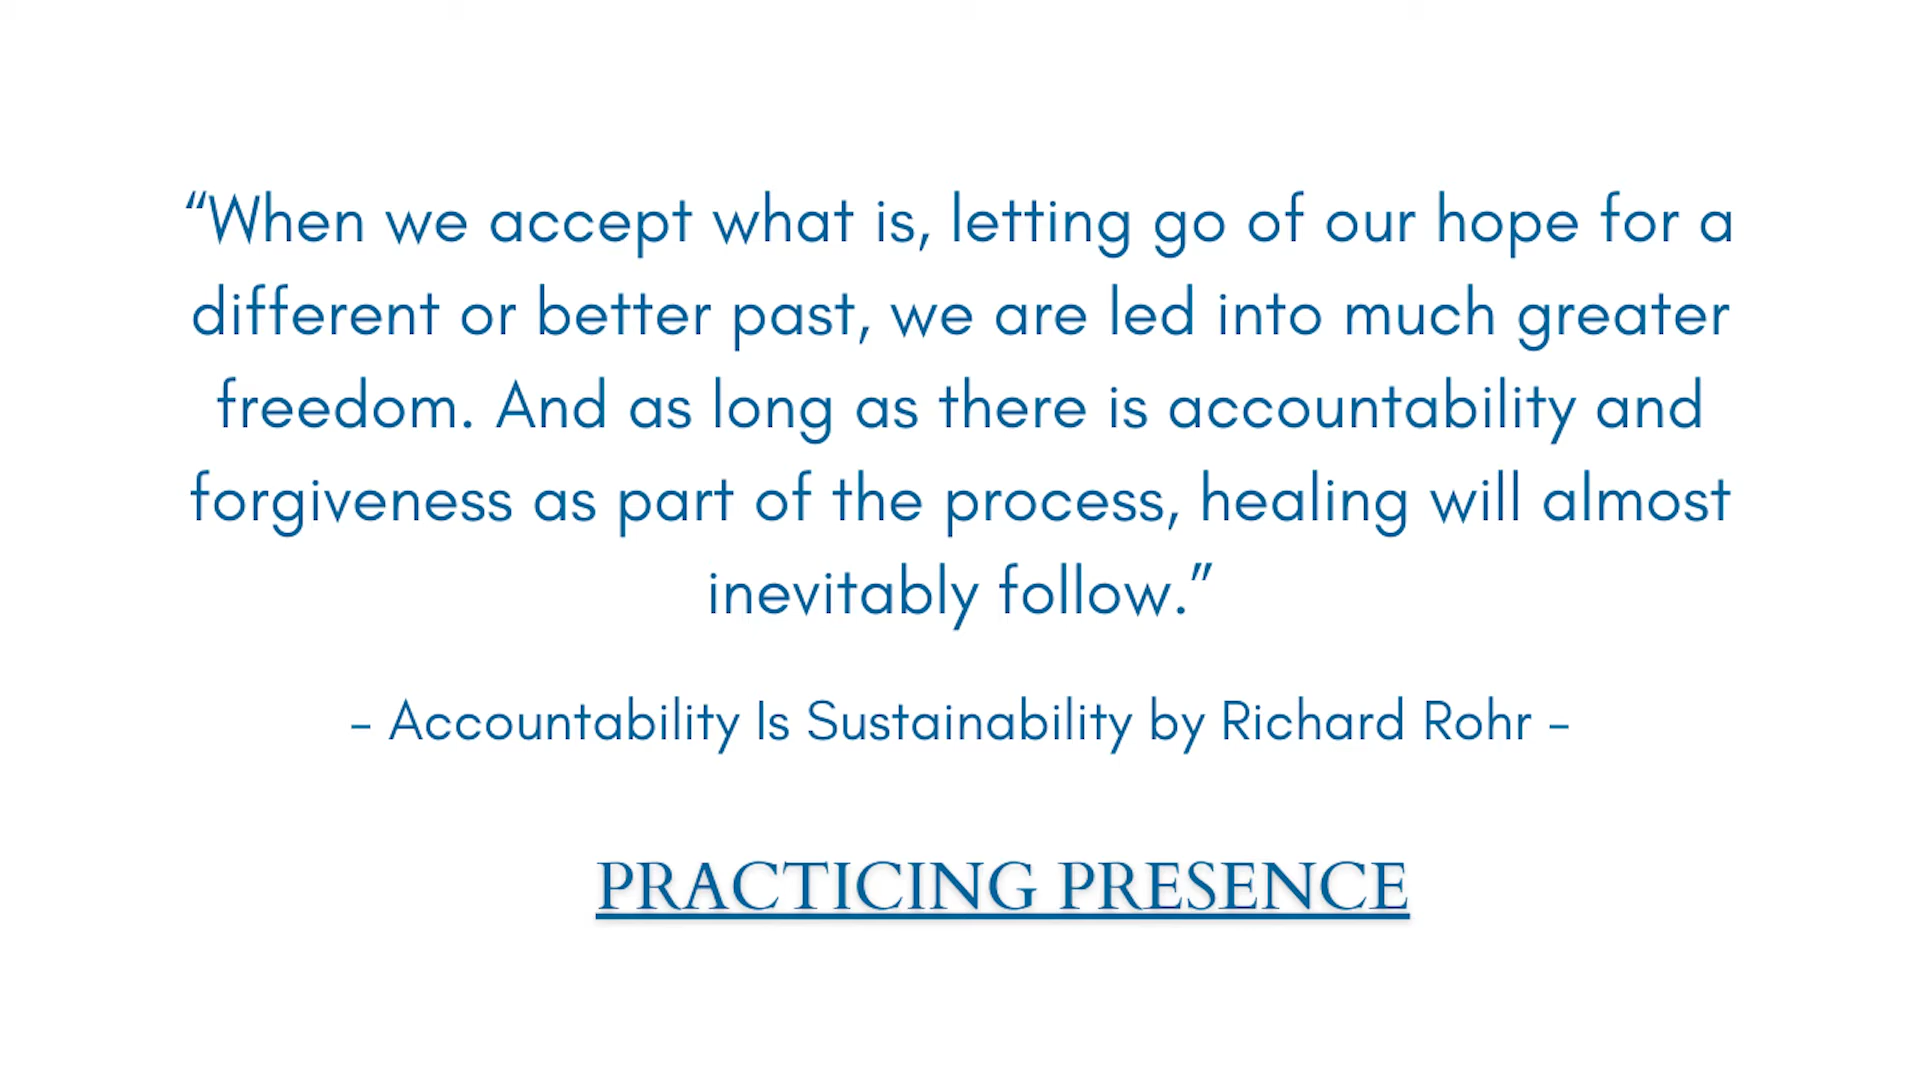 “When we accept what is, letting go of our hope for a
different or better past, we are led into much greater
freedom. And as long as there is accountability and
forgiveness as part of the process, healing will almost
inevitably follow.”
– Accountability Is Sustainability by Richard Rohr –
PRACTICING PRESENCE